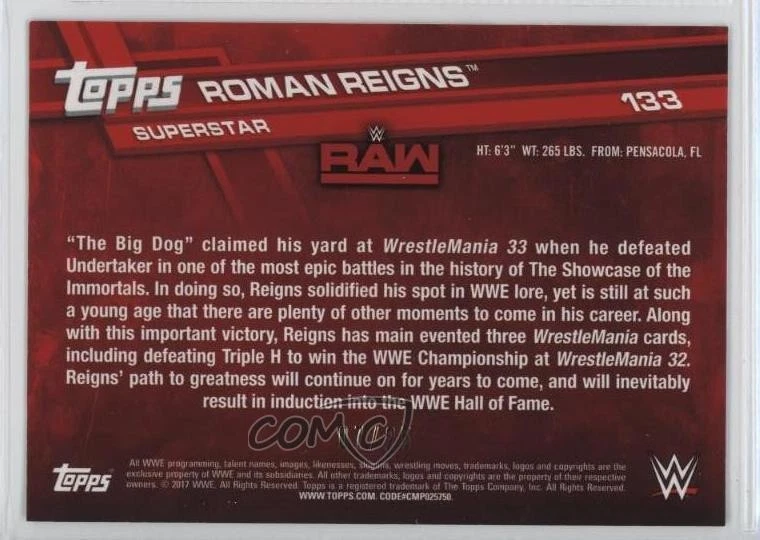 Topps ROMAN REIGNS™
133
SUPERSTAR
W
RAW
HT: 6'3" WT: 265 LBS. FROM: PENSACOLA, FL
"The Big Dog" claimed his yard at WrestleMania 33 when he defeated
Undertaker in one of the most epic battles in the history of The Showcase of the
Immortals. In doing so, Reigns solidified his spot in WWE lore, yet is still at such
a young age that there are plenty of other moments to come in his career. Along
with this important victory, Reigns has main evented three WrestleMania cards,
including defeating Triple H to win the WWE Championship at WrestleMania 32.
Reigns' path to greatness will continue on for years to come, and will inevitably
result in induction into the WWE Hall of Fame.
COMC
Topps
All WWE programming, talent names, images, likenesses, slogans, wrestling moves, trademarks, logos and copyrights are the
exclusive property of WWE and its subsidiaries. All other trademarks, logos and copyrights are the property of their respective
owners. © 2017 WWE. All Rights Reserved. Topps is a registered trademark of The Topps Company, Inc. All Rights Reserved.
WWW.TOPPS.COM. CODE#CMP025750.
W